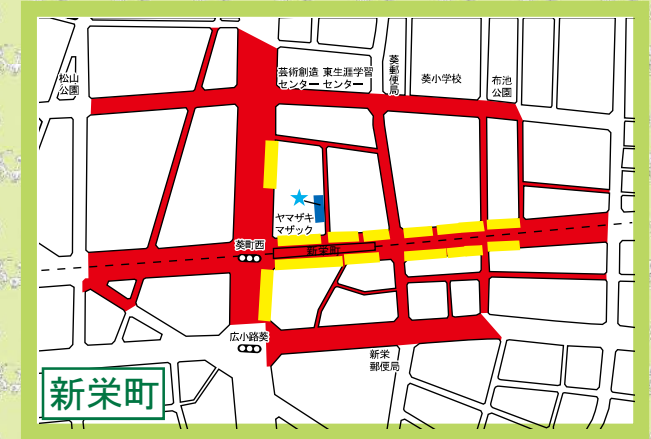 松山
公園
芸術創造
センター
東生涯学習
センター
葵郵便局
葵小学校
布池
公園
ヤマザキ
マザック
葵町西
新栄町
広小路葵
新栄
郵便局
新栄町